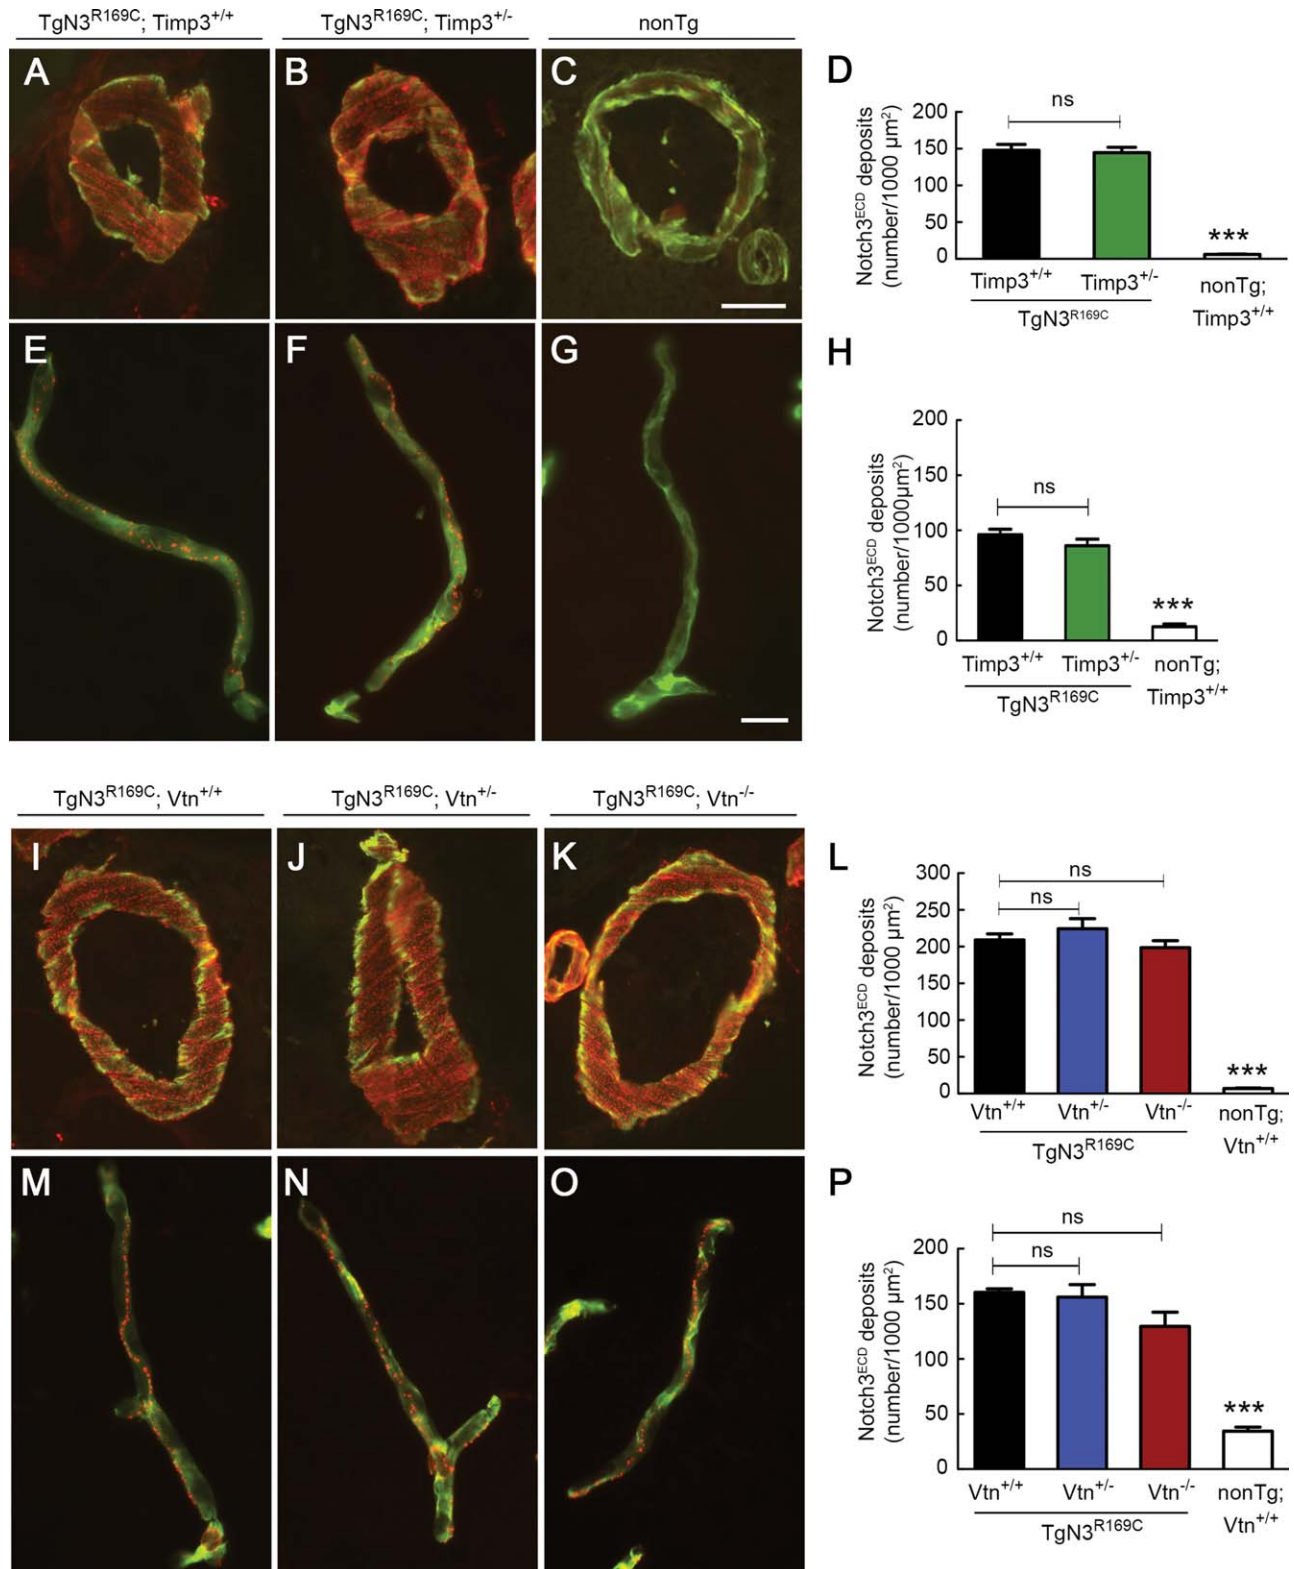 TgN3R169C; Timp3+/+ TgN3R169C; Timp3+/- nonTg
A B C D
ns
200
150
100
50
0
Notch3ECD deposits
(number/1000 µm2)
***
Timp3+/+ Timp3+/- nonTg;
Timp3+/+
TgN3R169C
E F G H
200
150
100
50
0
Notch3ECD deposits
(number/1000µm2)
ns
***
Timp3+/+ Timp3+/- nonTg;
Timp3+/+
TgN3R169C
TgN3R169C; Vtn+/+ TgN3R169C; Vtn+/- TgN3R169C; Vtn-/-
I J K L
300
250
200
150
100
50
0
Notch3ECD deposits
(number/1000 µm2)
ns
ns
***
Vtn+/+ Vtn+/- Vtn-/- nonTg;
Vtn+/+
TgN3R169C
M N O P
200
150
100
50
0
Notch3ECD deposits
(number/1000 µm2)
ns
ns
***
Vtn+/+ Vtn+/- Vtn-/- nonTg;
Vtn+/+
TgN3R169C